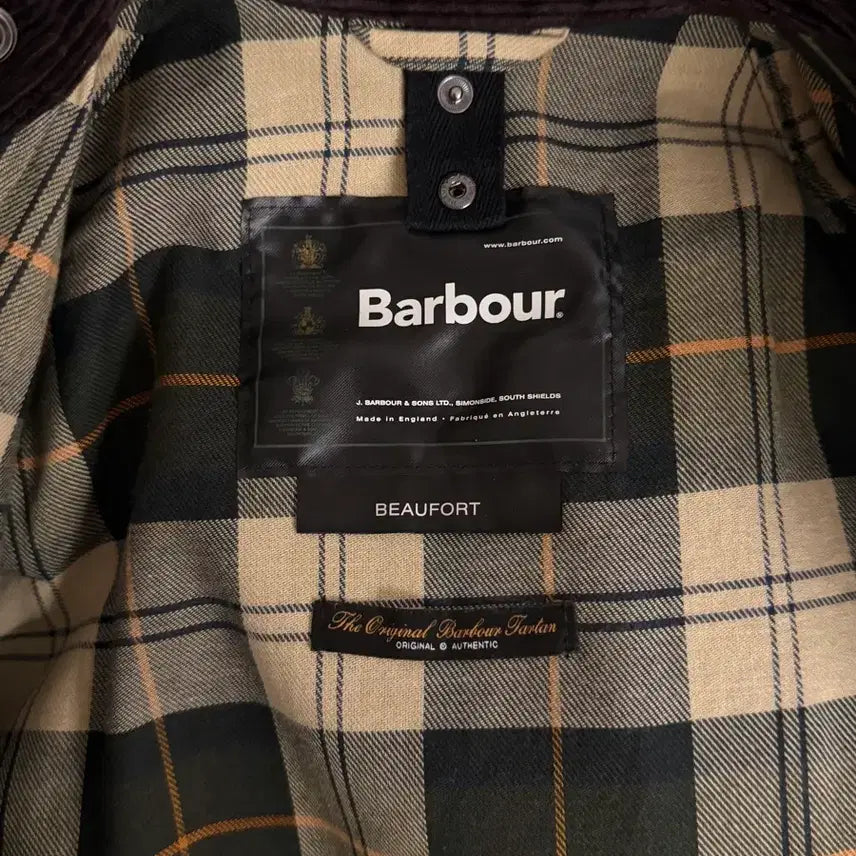 www.barbour.com
Barbour®
J. BARBOUR & SONS LTD., SIMONSIDE, SOUTH SHIELDS
Made in England · Fabriqué en Angleterre
BEAUFORT
The Original Barbour Tartan
ORIGINAL @ AUTHENTIC